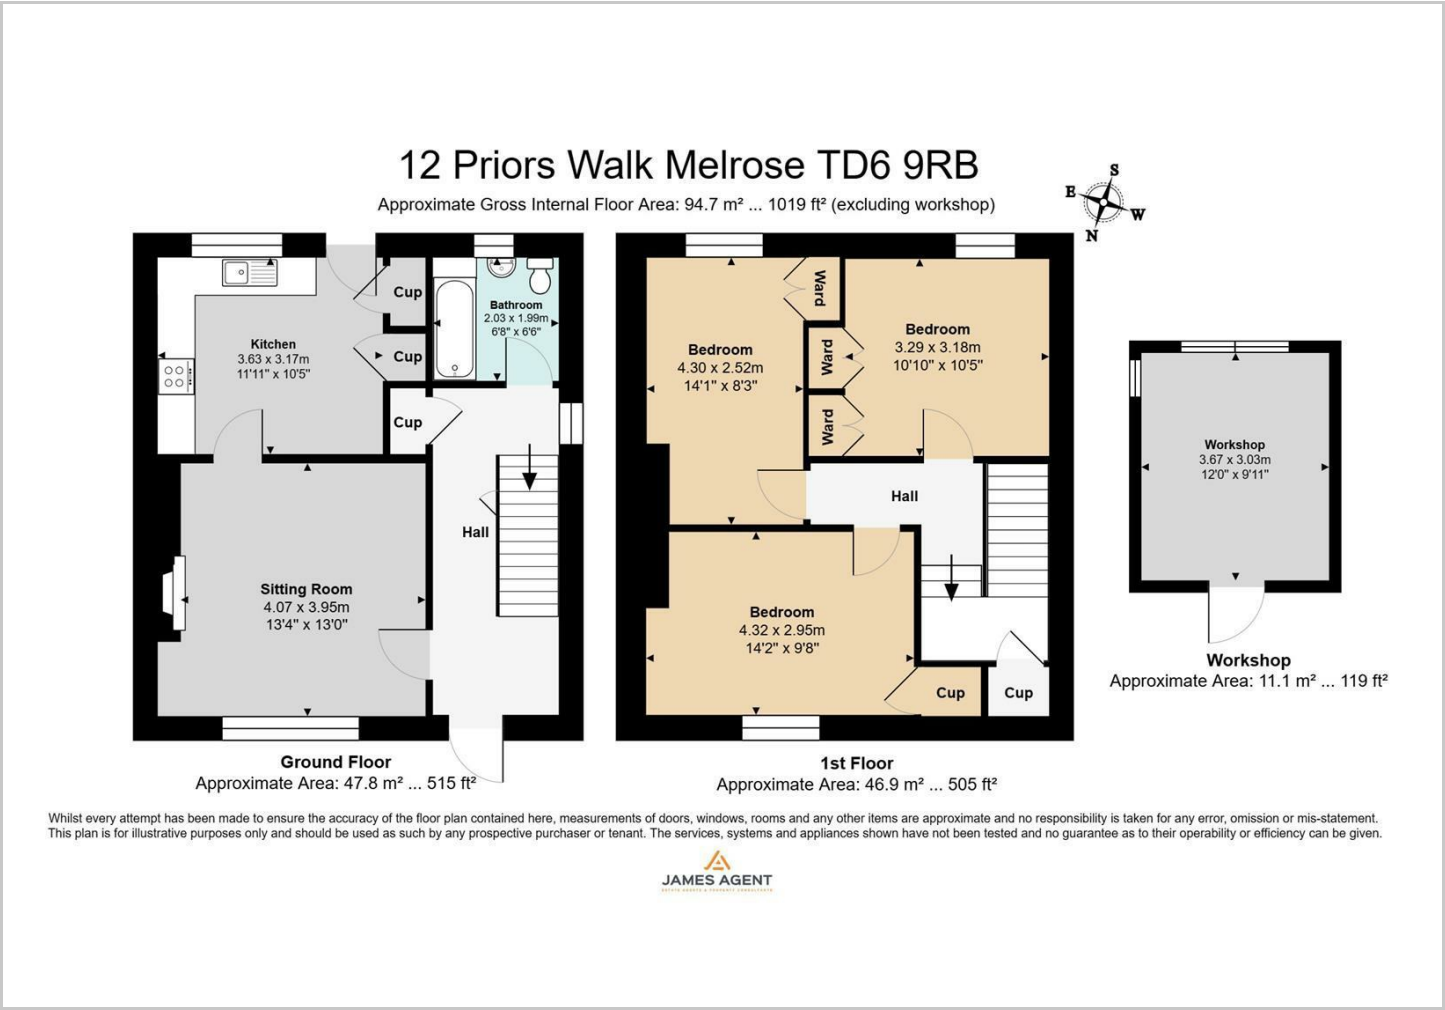 12 Priors Walk Melrose TD6 9RB
Approximate Gross Internal Floor Area: 94.7 m² ... 1019 ft² (excluding workshop)
S
E
W
N
Cup
Kitchen
3.63 x 3.17m
11'11" x 10'5"
Cup
Cup
Bathroom
2.03 x 1.99m
6'8" x 6'6"
Hall
Sitting Room
4.07 x 3.95m
13'4" x 13'0"
Ground Floor
Approximate Area: 47.8 m² ... 515 ft²
Ward
Bedroom
4.30 x 2.52m
14'1" x 8'3"
Ward
Ward
Bedroom
3.29 x 3.18m
10'10" x 10'5"
Hall
Bedroom
4.32 x 2.95m
14'2" x 9'8"
Cup
Cup
1st Floor
Approximate Area: 46.9 m² ... 505 ft²
Workshop
3.67 x 3.03m
12'0" x 9'11"
Workshop
Approximate Area: 11.1 m² ... 119 ft²
Whilst every attempt has been made to ensure the accuracy of the floor plan contained here, measurements of doors, windows, rooms and any other items are approximate and no responsibility is taken for any error, omission or mis-statement.
This plan is for illustrative purposes only and should be used as such by any prospective purchaser or tenant. The services, systems and appliances shown have not been tested and no guarantee as to their operability or efficiency can be given.
JAMES AGENT
ESTATE AGENTS & PROPERTY CONSULTANTS